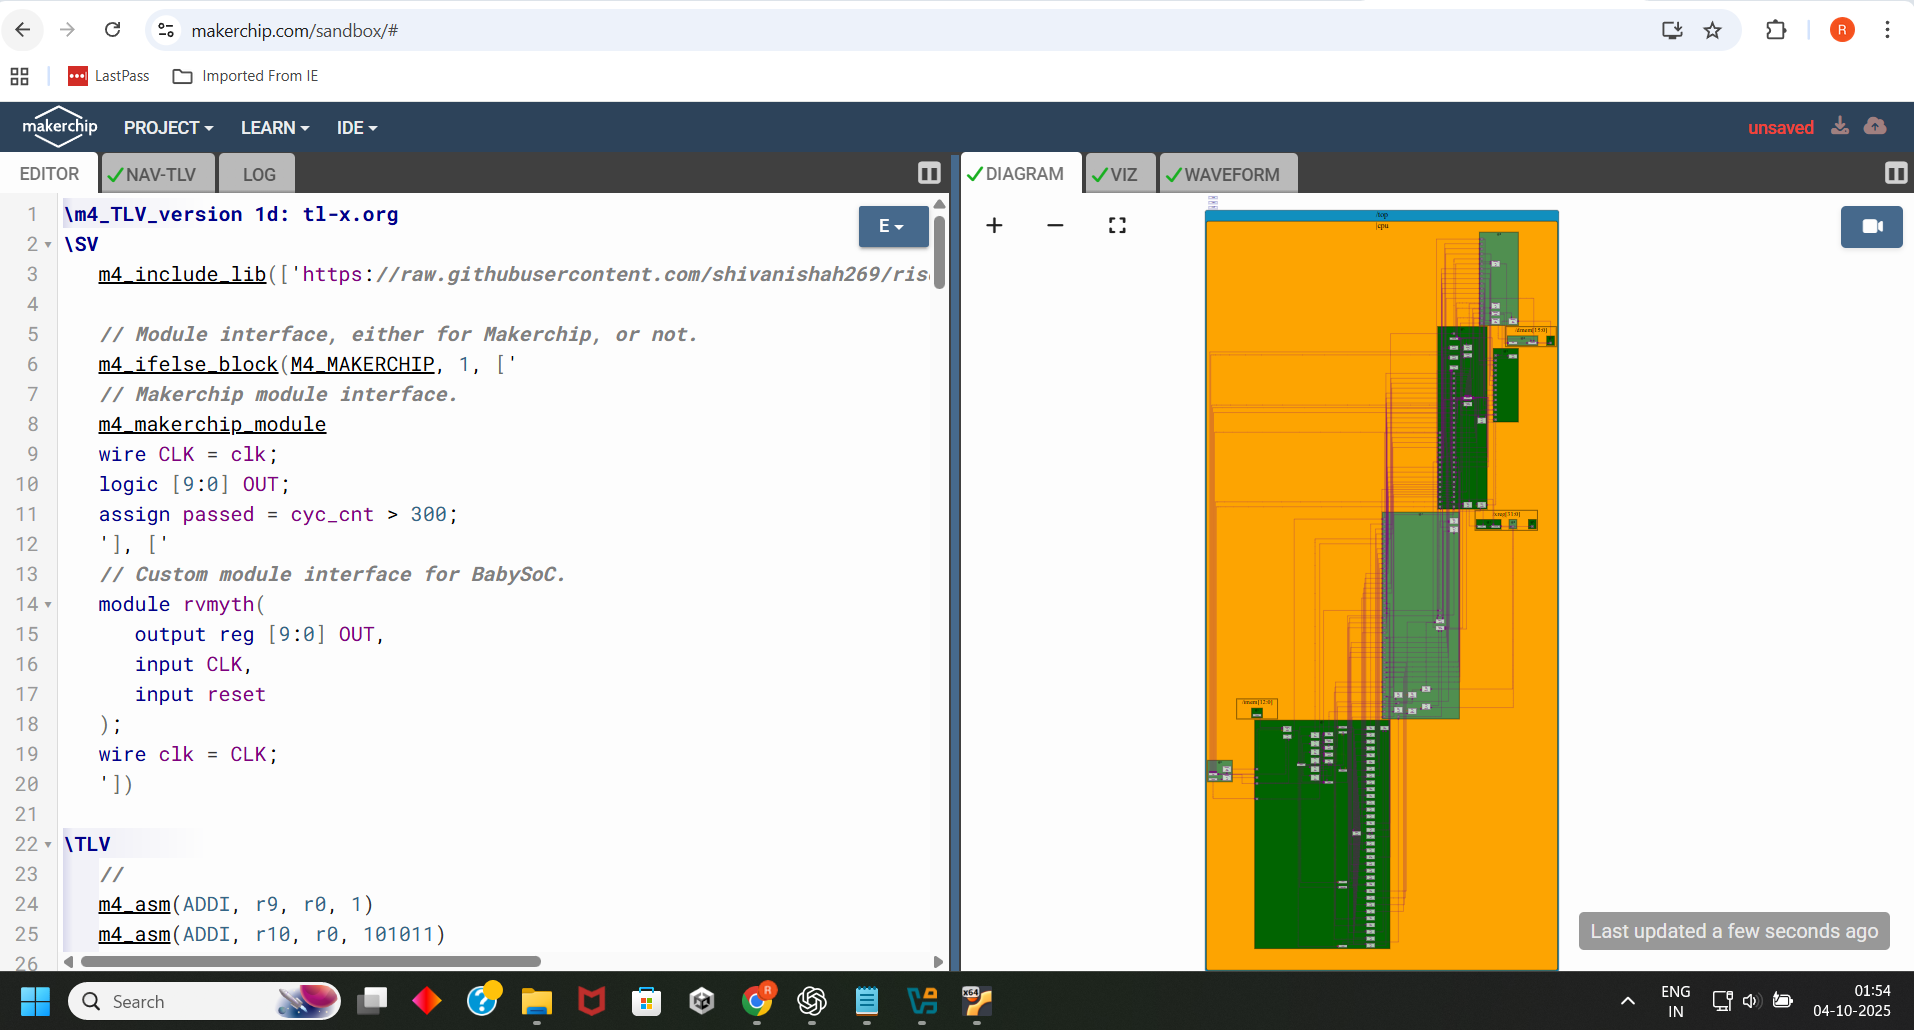 makerchip.com/sandbox/#
R
LastPass
Imported From IE
makerchip
PROJECT
LEARN
IDE
unsaved
EDITOR
NAV-TLV
LOG
DIAGRAM
VIZ
WAVEFORM
E
1 \m4_TLV_version 1d: tl-x.org
2 \SV
3 m4_include_lib(['https://raw.githubusercontent.com/shivanishah269/ris
4
5 // Module interface, either for Makerchip, or not.
6 m4_ifelse_block(M4_MAKERCHIP, 1, ['
7 // Makerchip module interface.
8 m4_makerchip_module
9 wire CLK = clk;
10 logic [9:0] OUT;
11 assign passed = cyc_cnt > 300;
12 '], ['
13 // Custom module interface for BabySoC.
14 module rvmyth(
15 output reg [9:0] OUT,
16 input CLK,
17 input reset
18 );
19 wire clk = CLK;
20 '])
21
22 \TLV
23 //
24 m4_asm(ADDI, r9, r0, 1)
25 m4_asm(ADDI, r10, r0, 101011)
26
/top
|cpu
/dmem[15:0]
/xreg[31:0]
/imem[12:0]
Last updated a few seconds ago
Search
R
x64
ENG
IN
01:54
04-10-2025